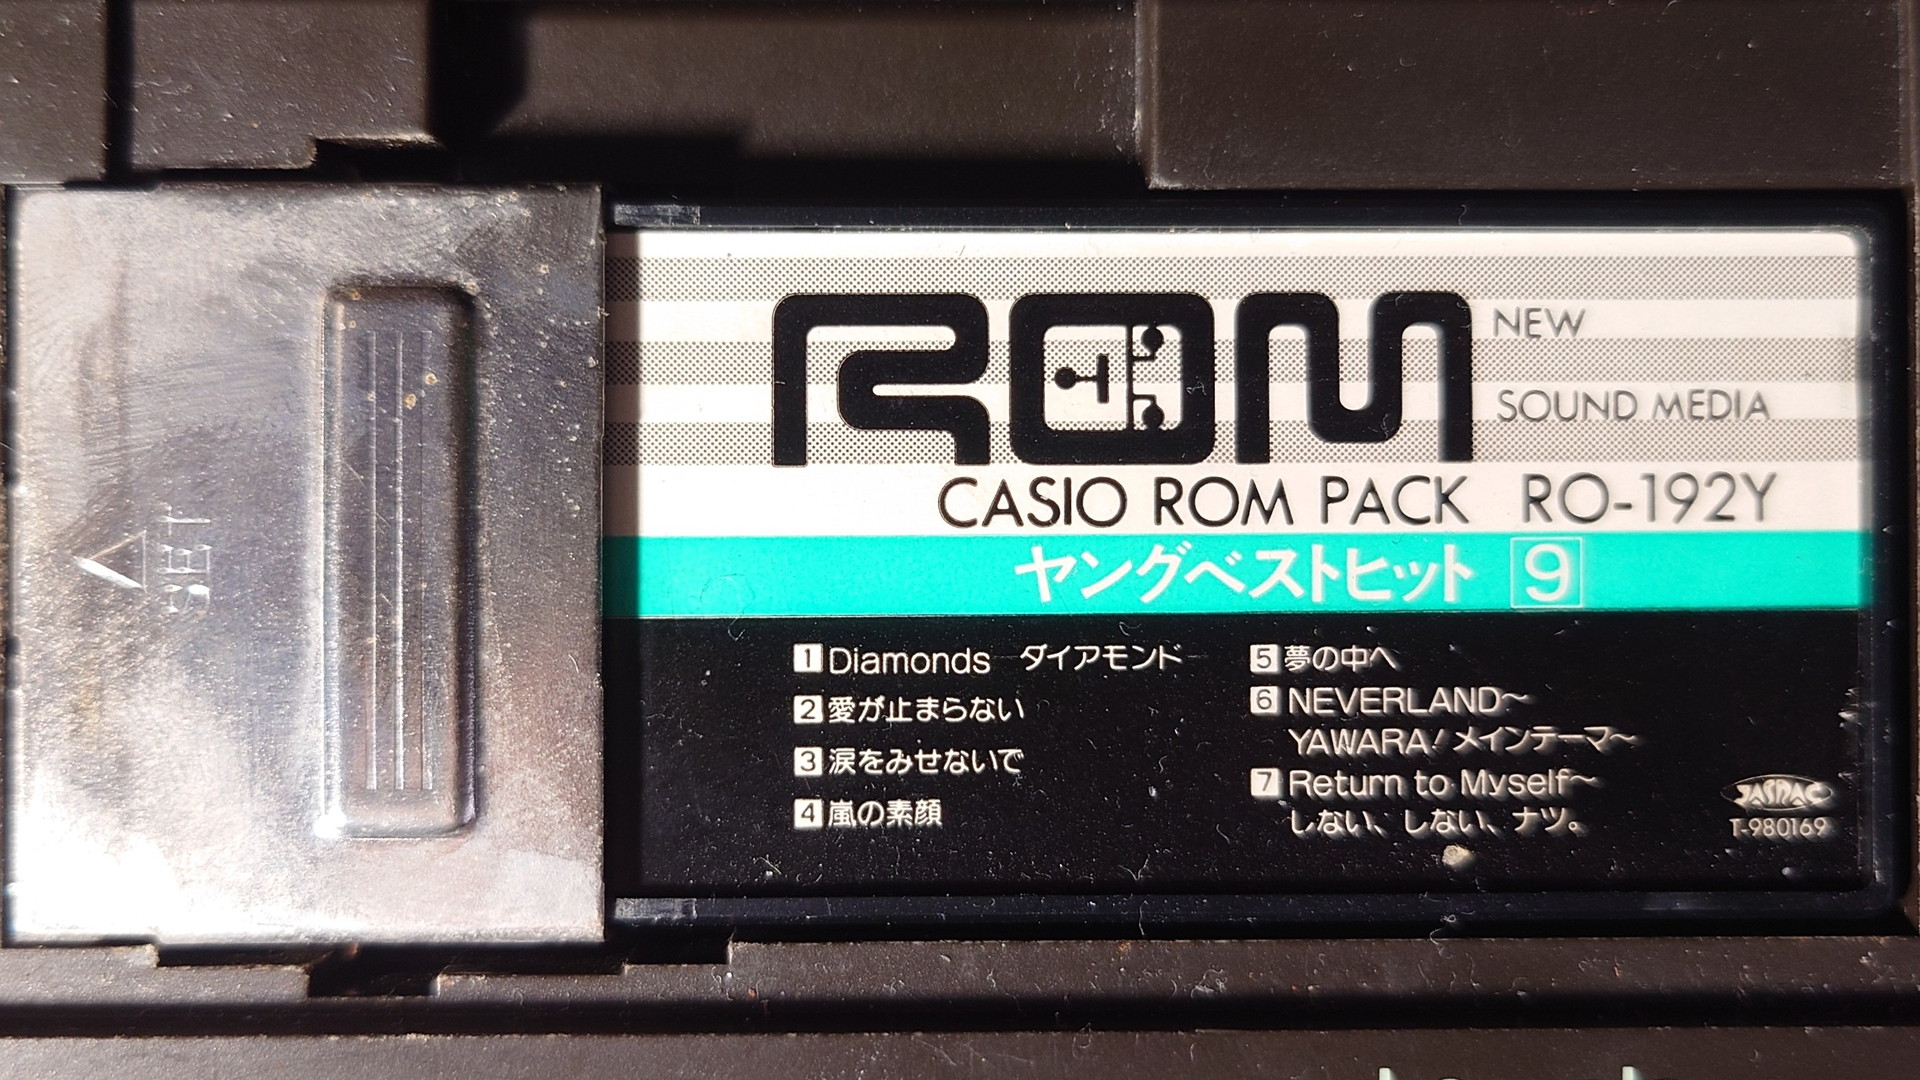 SET
ROM
NEW
SOUND MEDIA
CASIO ROM PACK RO-192Y
ヤングベストヒット 9
1 Diamonds ダイアモンド
2 愛が止まらない
3 涙をみせないで
4 嵐の素顔
5 夢の中へ
6 NEVERLAND〜
YAWARA! メインテーマ〜
7 Return to Myself〜
しない、しない、ナツ。
JASRAC
T-980169